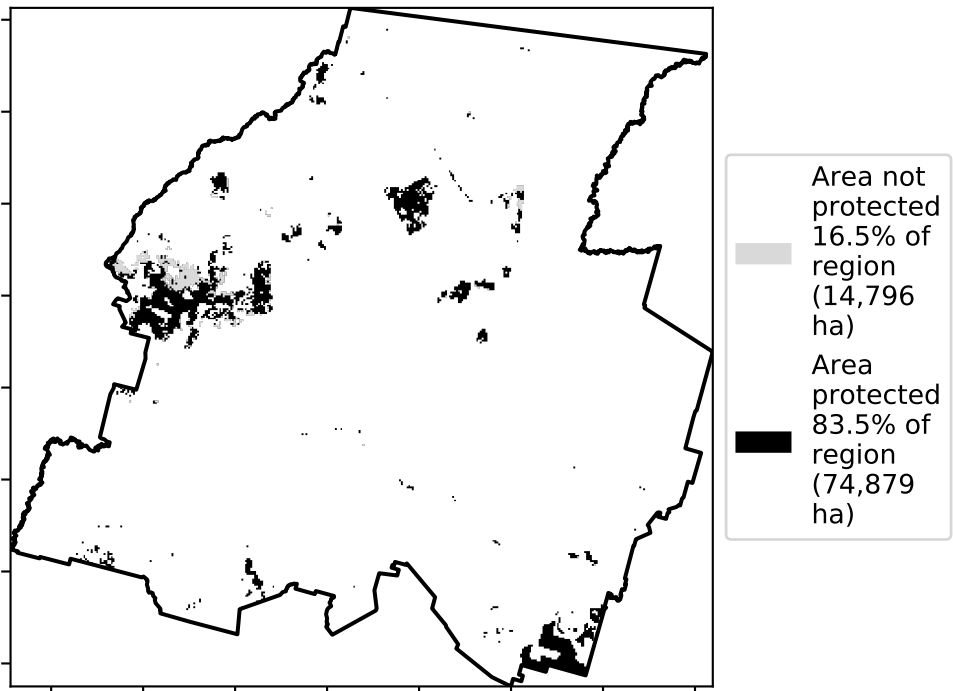 Area not
protected
16.5% of
region
(14,796
ha)
Area
protected
83.5% of
region
(74,879
ha)